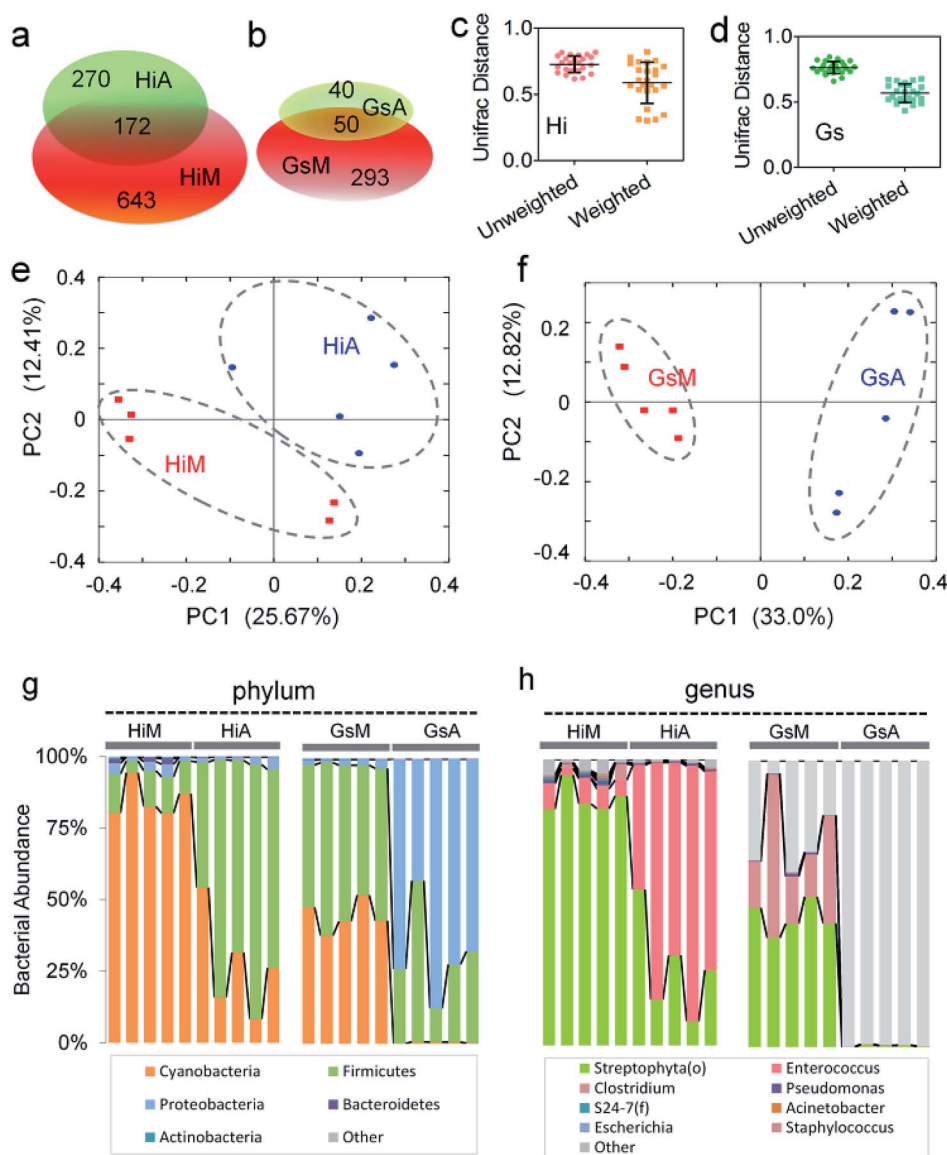 a
270
HiA
172
HiM
643
b
40
GsA
50
GsM
293
c
Unifrac Distance
1.0
0.5
0.0
Hi
Unweighted
Weighted
d
Unilfrac Distance
1.0
0.5
0.0
Gs
Unweighted
Weighted
e
PC2 (12.41%)
0.4
0.2
0
-0.2
-0.4
HiA
HiM
-0.4 -0.2 0 0.2 0.4
PC1 (25.67%)
f
PC2 (12.82%)
0.2
0
-0.2
-0.4
GsM
GsA
-0.4 -0.2 0 0.2 0.4
PC1 (33.0%)
g
phylum
HiM HiA GsM GsA
Bacterial Abundance
100%
75%
50%
25%
0%
Cyanobacteria Firmicutes
Proteobacteria Bacteroidetes
Actinobacteria Other
h
genus
HiM HiA GsM GsA
Streptophyta(o) Enterococcus
Clostridium Pseudomonas
S24-7(f) Acinetobacter
Escherichia Staphylococcus
Other